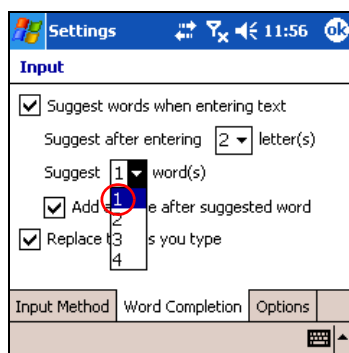 Settings 11:56 ok
Input
Suggest words when entering text
Suggest after entering 2 letter(s)
Suggest 1 word(s)
1
Add e after suggested word
2
Replace t s you type
3
4
Input Method Word Completion Options